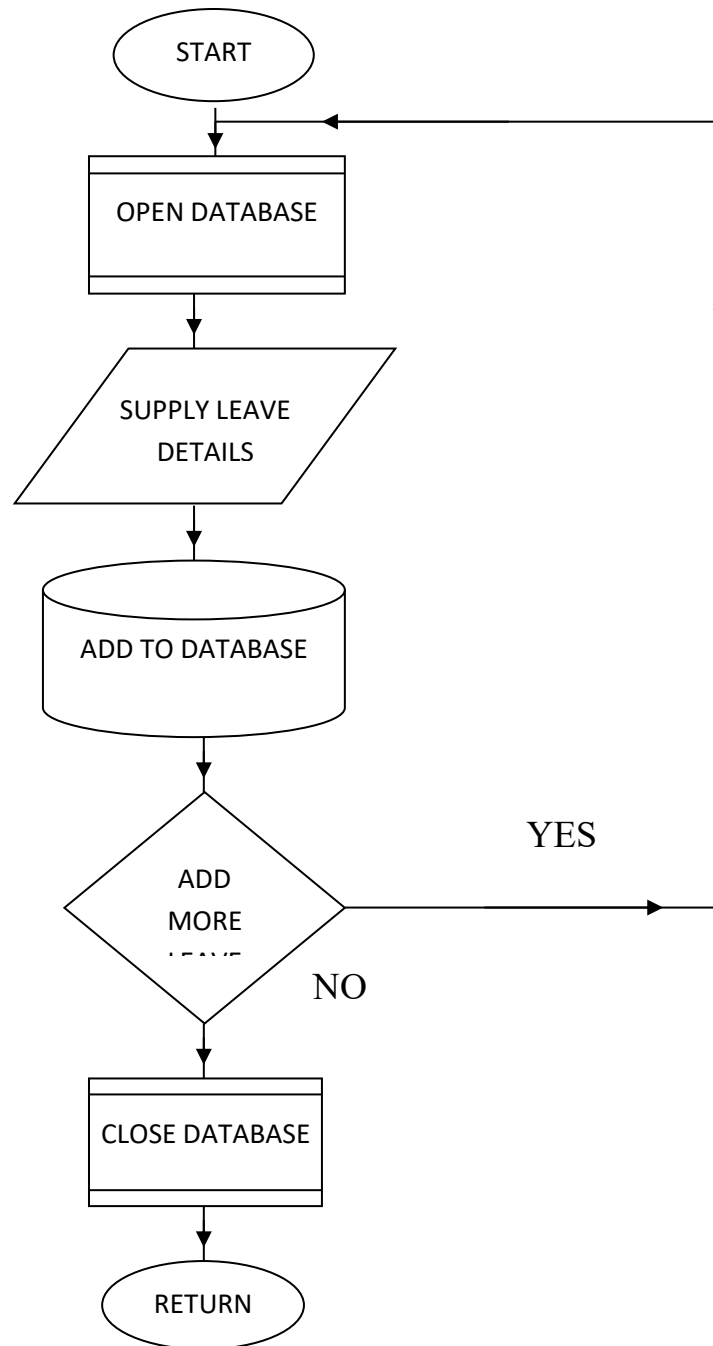 START
OPEN DATABASE
SUPPLY LEAVE
DETAILS
ADD TO DATABASE
YES
ADD
MORE
NO
CLOSE DATABASE
RETURN